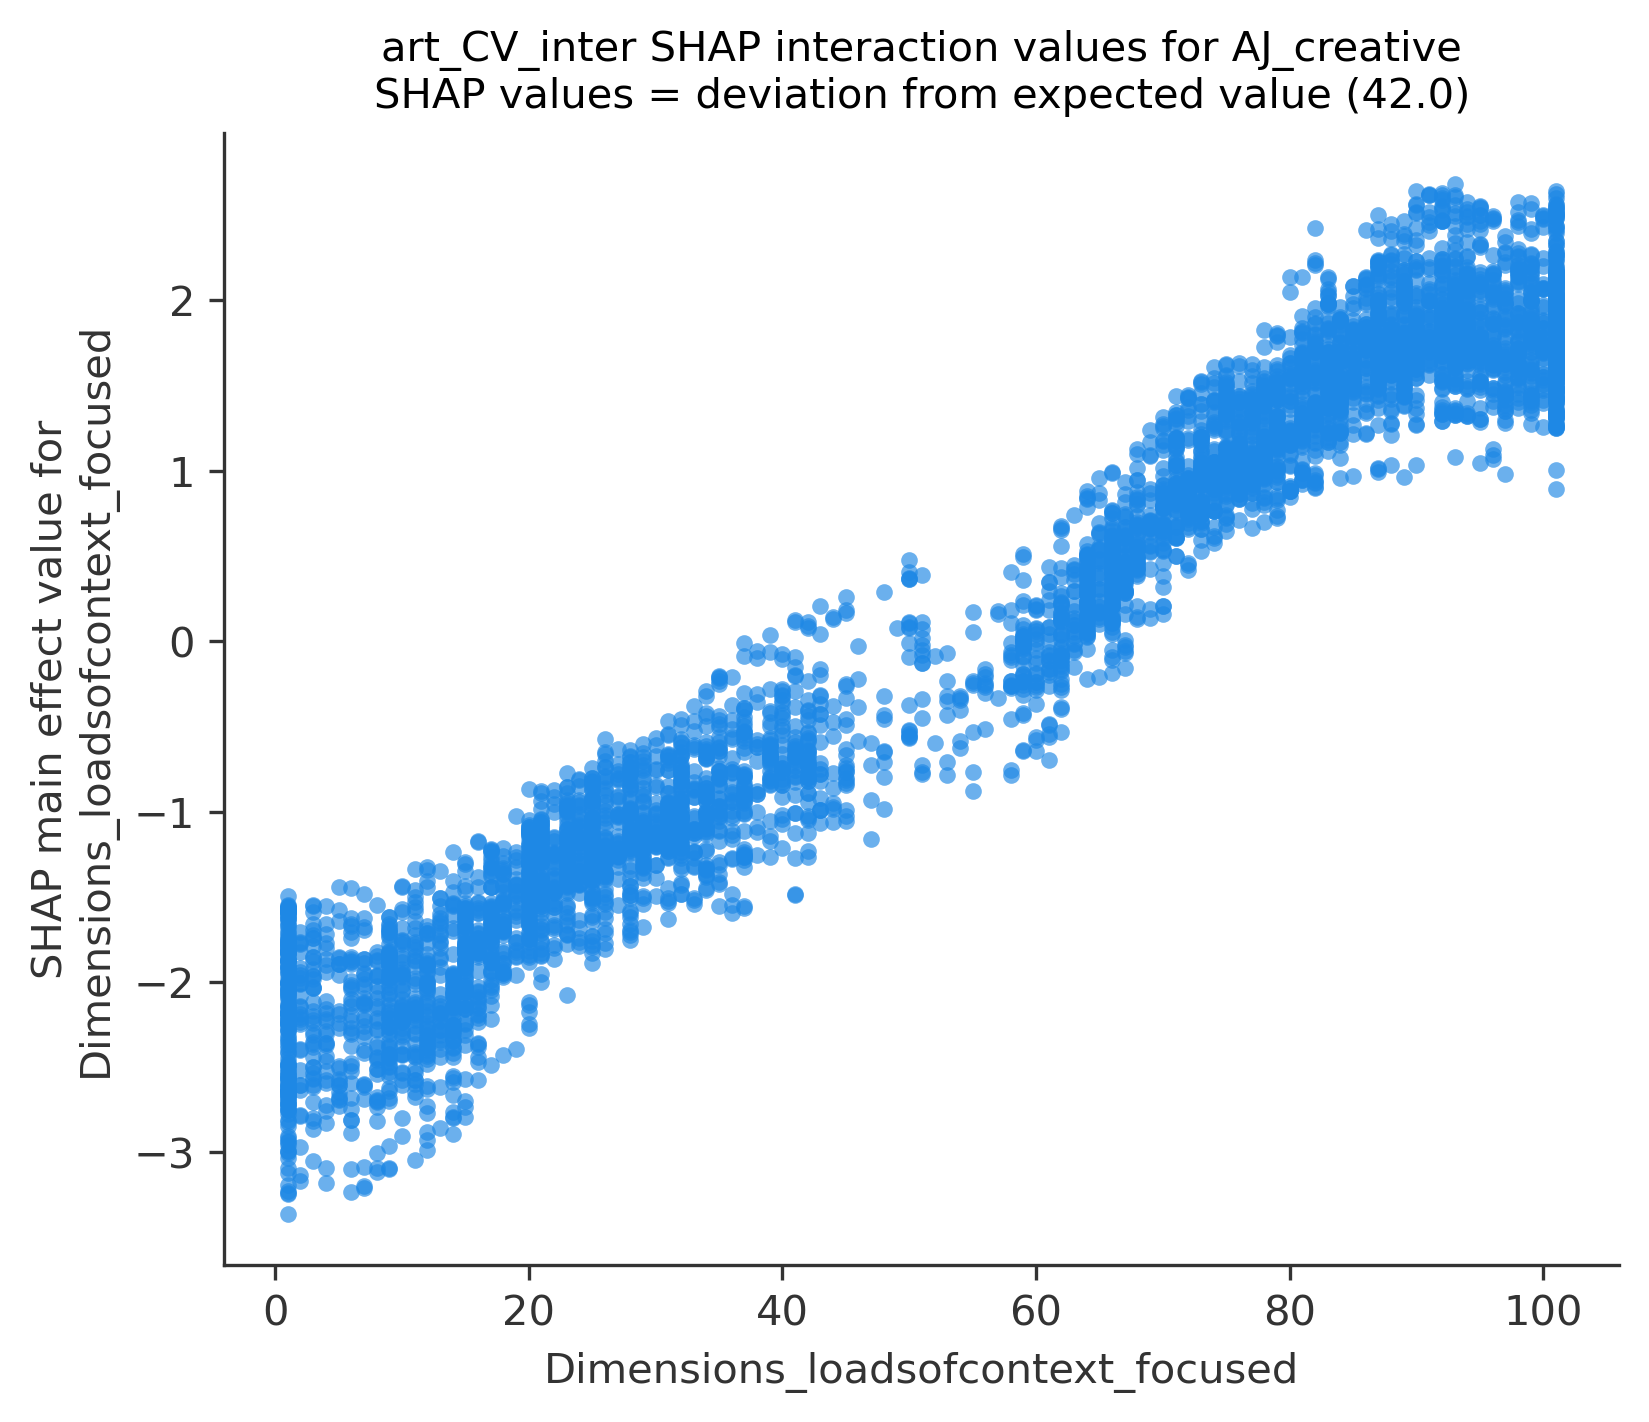 art_CV_inter SHAP interaction values for AJ_creative
SHAP values = deviation from expected value (42.0)
SHAP main effect value for
Dimensions_loadsofcontext_focused
2
1
0
−1
−2
−3
0 20 40 60 80 100
Dimensions_loadsofcontext_focused